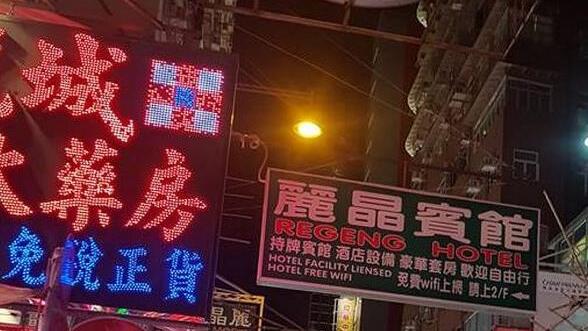 城
大藥房
免稅正貨
麗晶賓館
REGENG HOTEL
持牌賓館 酒店設備 豪華套房 歡迎自由行
HOTEL FACILITY LIENSED
HOTEL FREE WIFI
免費wifi上網 請上2/F
晶麗